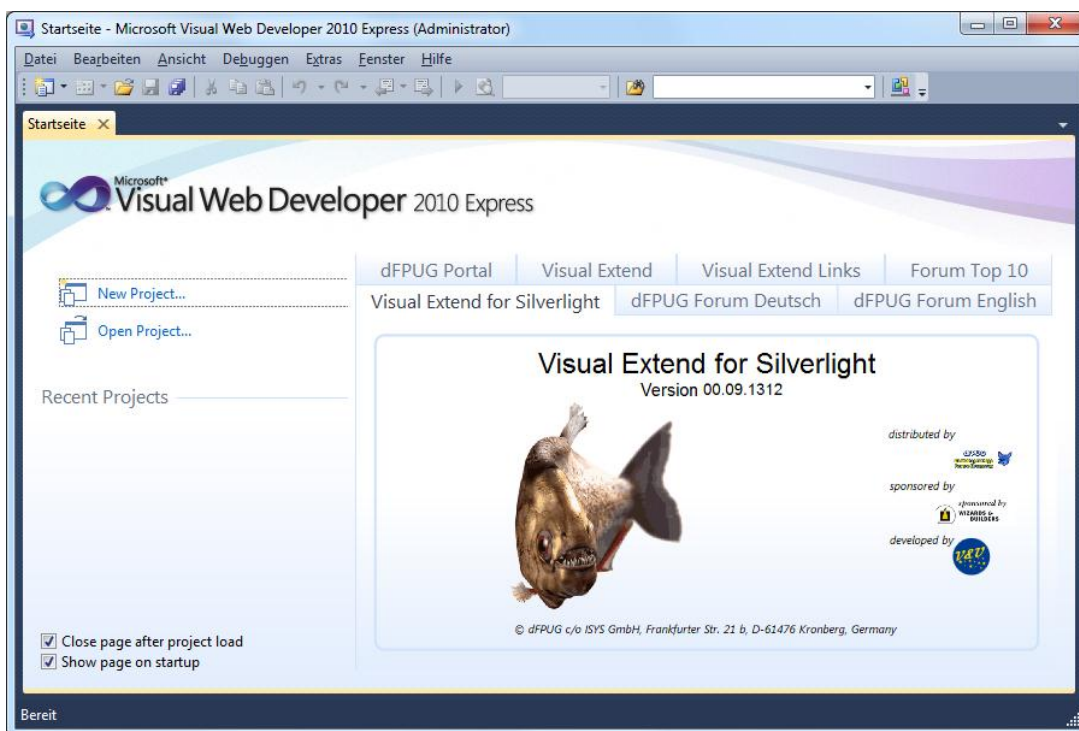 Startseite - Microsoft Visual Web Developer 2010 Express (Administrator)
Datei Bearbeiten Ansicht Debuggen Extras Fenster Hilfe
Startseite
Microsoft®
Visual Web Developer 2010 Express
New Project...
Open Project...
Recent Projects
Close page after project load
Show page on startup
dFPUG Portal Visual Extend Visual Extend Links Forum Top 10
Visual Extend for Silverlight dFPUG Forum Deutsch dFPUG Forum English
Visual Extend for Silverlight
Version 00.09.1312
distributed by
sponsored by
sponsored by
WIZARDS &
BUILDERS
developed by
V&V
© dFPUG c/o ISYS GmbH, Frankfurter Str. 21 b, D-61476 Kronberg, Germany
Bereit